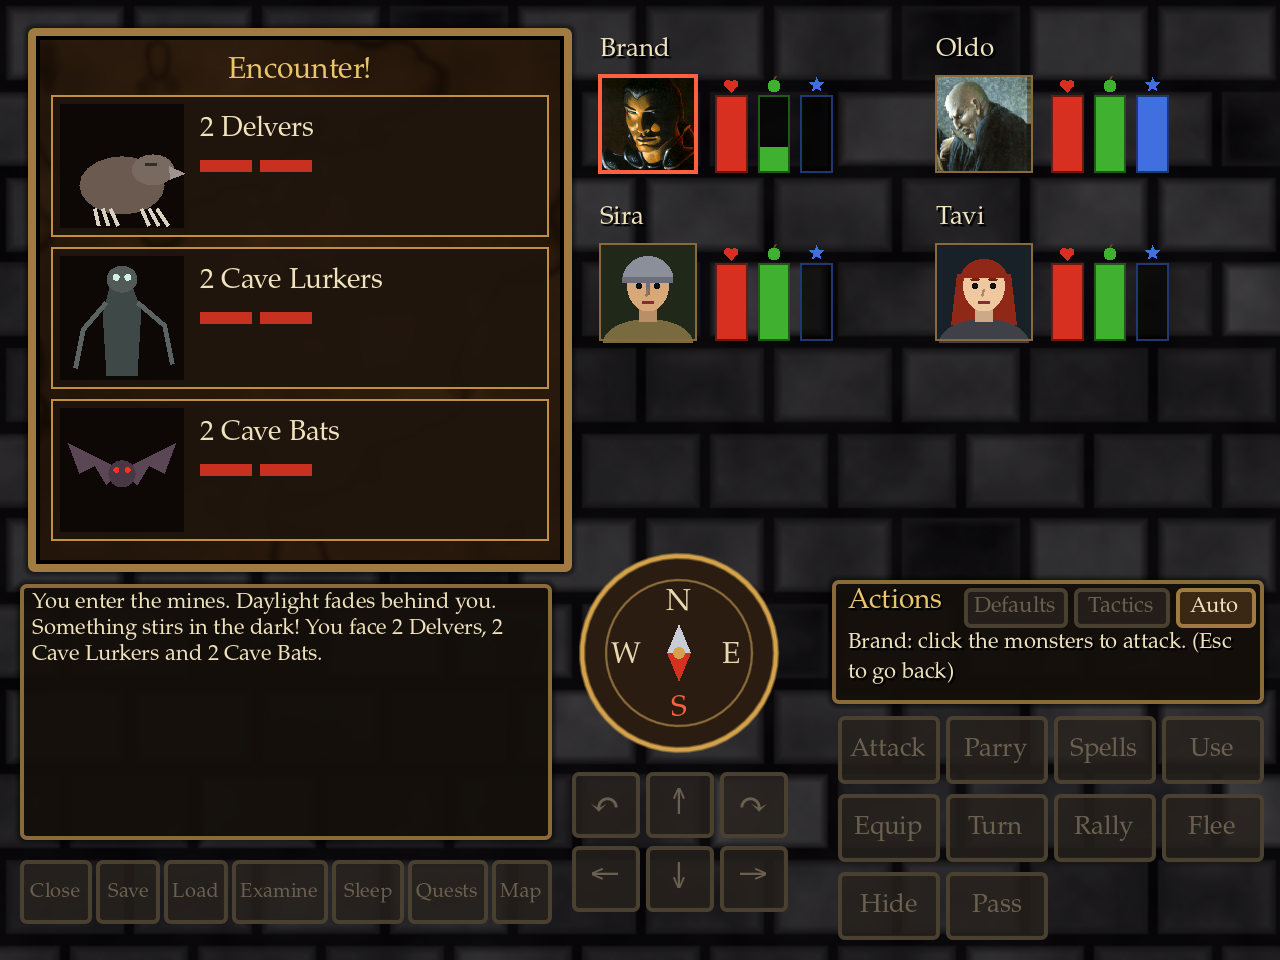 Encounter!
2 Delvers
2 Cave Lurkers
2 Cave Bats
Brand
Oldo
Sira
Tavi
You enter the mines. Daylight fades behind you.
Something stirs in the dark! You face 2 Delvers, 2
Cave Lurkers and 2 Cave Bats.
N
W E
S
Actions Defaults Tactics Auto
Brand: click the monsters to attack. (Esc
to go back)
Attack Parry Spells Use
Equip Turn Rally Flee
Hide Pass
Close Save Load Examine Sleep Quests Map